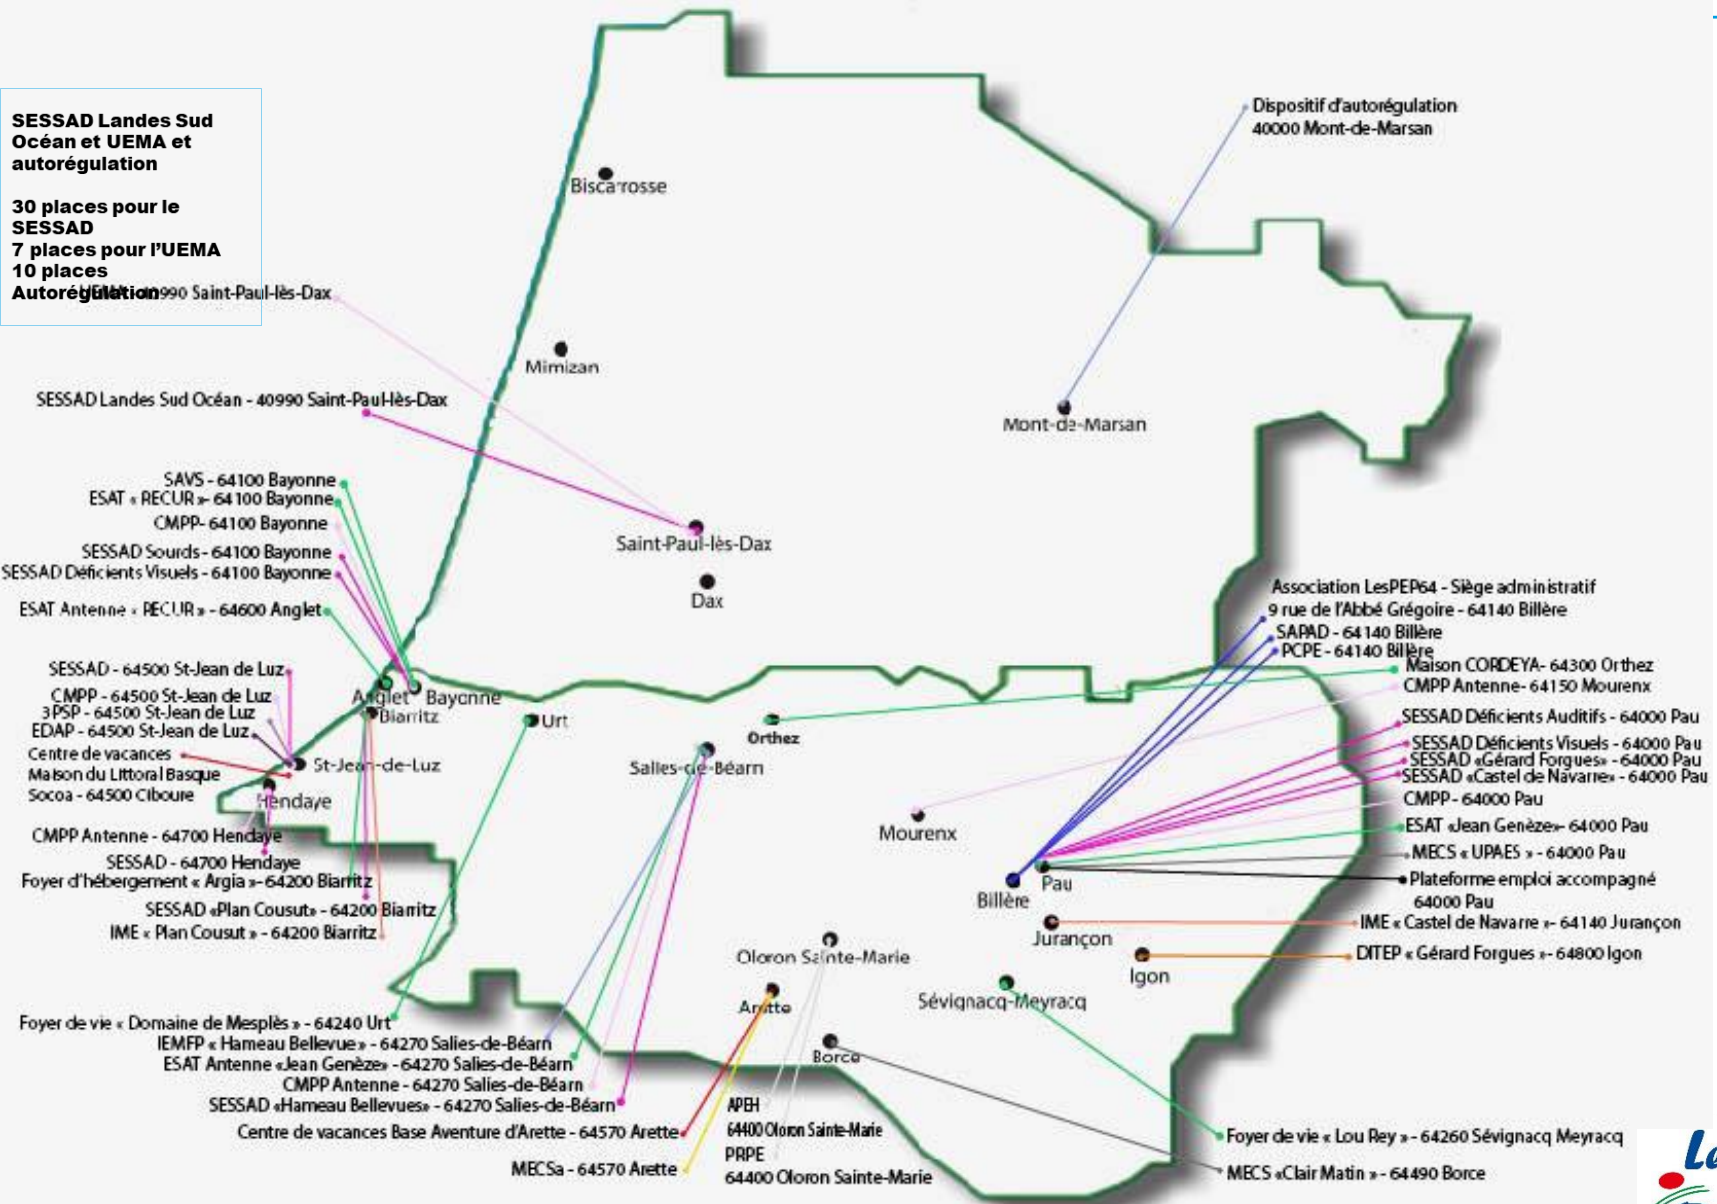 SESSAD Landes Sud
Océan et UEMA et
autorégulation
30 places pour le
SESSAD
7 places pour l'UEMA
10 places
Autorégulation
UEMA - 40990 Saint-Paul-lès-Dax
Dispositif d'autorégulation
40000 Mont-de-Marsan
Biscarrosse
Mimizan
SESSAD Landes Sud Océan - 40990 Saint-Paul-lès-Dax
Mont-de-Marsan
Saint-Paul-lès-Dax
Dax
SAVS - 64100 Bayonne
ESAT « RECUR »- 64100 Bayonne
CMPP- 64100 Bayonne
SESSAD Sourds - 64100 Bayonne
SESSAD Déficients Visuels - 64100 Bayonne
ESAT Antenne « RECUR » - 64600 Anglet
SESSAD - 64500 St-Jean de Luz
CMPP - 64500 St-Jean de Luz
3PSP - 64500 St-Jean de Luz
EDAP - 64500 St-Jean de Luz
Centre de vacances
Maison du Littoral Basque
Socoa - 64500 Ciboure
CMPP Antenne - 64700 Hendaye
SESSAD - 64700 Hendaye
Foyer d'hébergement « Argia »- 64200 Biarritz
SESSAD «Plan Cousut» - 64200 Biarritz
IME « Plan Cousut » - 64200 Biarritz
Anglet
Bayonne
Biarritz
St-Jean-de-Luz
Hendaye
Urt
Orthez
Salies-de-Béarn
Mourenx
Billère
Pau
Jurançon
Igon
Oloron Sainte-Marie
Arette
Sévignacq-Meyracq
Borce
Association LesPEP64 - Siège administratif
9 rue de l'Abbé Grégoire - 64140 Billère
SAPAD - 64140 Billère
PCPE - 64140 Billère
Maison CORDEYA- 64300 Orthez
CMPP Antenne- 64150 Mourenx
SESSAD Déficients Auditifs - 64000 Pau
SESSAD Déficients Visuels - 64000 Pau
SESSAD «Gérard Forgues» - 64000 Pau
SESSAD «Castel de Navarre» - 64000 Pau
CMPP - 64000 Pau
ESAT «Jean Genèze»- 64000 Pau
MECS « UPAES » - 64000 Pau
Plateforme emploi accompagné
64000 Pau
IME « Castel de Navarre »- 64140 Jurançon
DITEP « Gérard Forgues »- 64800 Igon
Foyer de vie « Domaine de Mesplès » - 64240 Urt
IEMFP « Hameau Bellevue » - 64270 Salies-de-Béarn
ESAT Antenne «Jean Genèze» - 64270 Salies-de-Béarn
CMPP Antenne - 64270 Salies-de-Béarn
SESSAD «Hameau Bellevues» - 64270 Salies-de-Béarn
Centre de vacances Base Aventure d'Arette - 64570 Arette
MECSa - 64570 Arette
APEH
64400 Oloron Sainte-Marie
PRPE
64400 Oloron Sainte-Marie
Foyer de vie « Lou Rey » - 64260 Sévignacq Meyracq
MECS «Clair Matin » - 64490 Borce